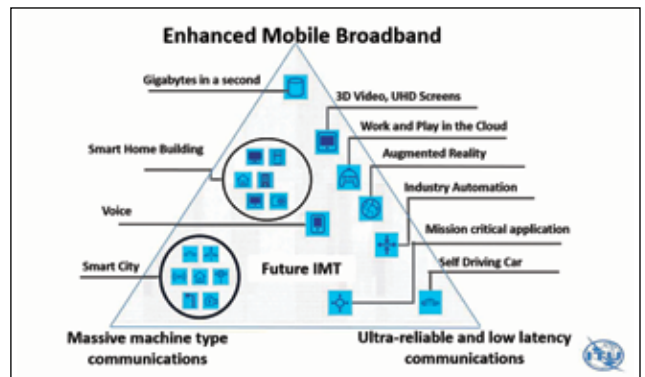 Enhanced Mobile Broadband
Gigabytes in a second
3D Video, UHD Screens
Work and Play in the Cloud
Smart Home Building
Augmented Reality
Industry Automation
Voice
Mission critical application
Smart City
Future IMT
Self Driving Car
Massive machine type
communications
Ultra-reliable and low latency
communications
ITU